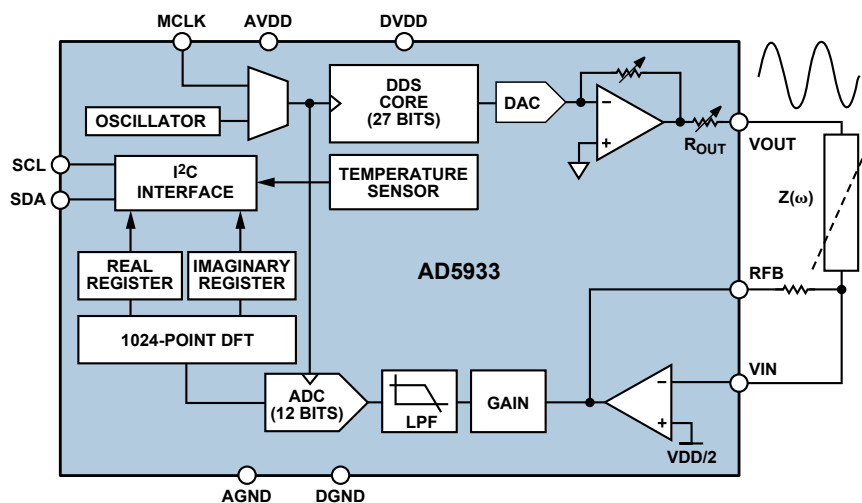 MCLK
AVDD
DVDD
OSCILLATOR
DDS
CORE
(27 BITS)
DAC
ROUT
VOUT
SCL
SDA
I2C
INTERFACE
TEMPERATURE
SENSOR
Z(ω)
REAL
REGISTER
IMAGINARY
REGISTER
AD5933
RFB
1024-POINT DFT
VIN
ADC
(12 BITS)
LPF
GAIN
VDD/2
AGND
DGND